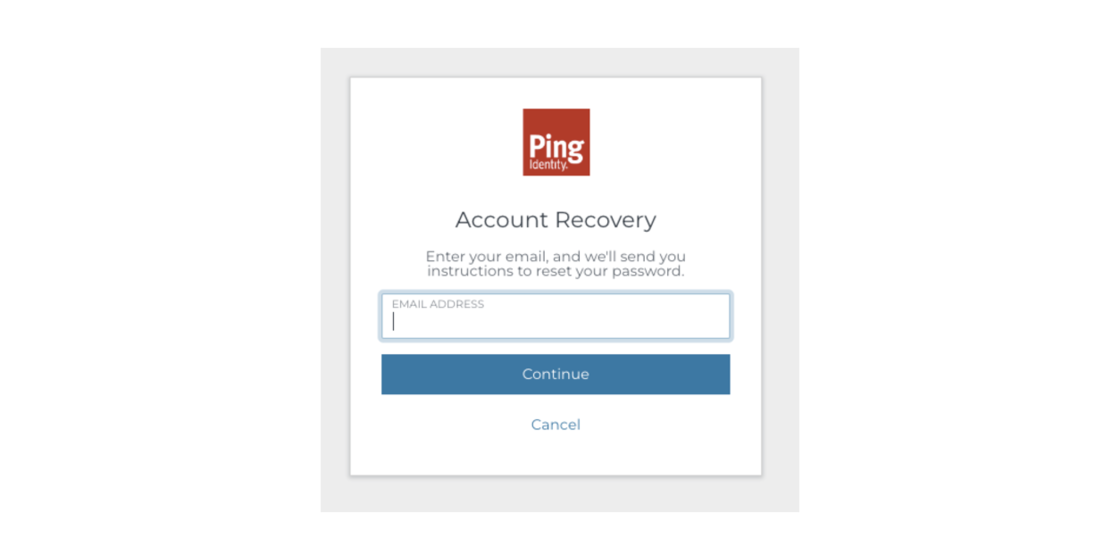 Ping
Identity.
Account Recovery
Enter your email, and we'll send you
instructions to reset your password.
EMAIL ADDRESS
Continue
Cancel